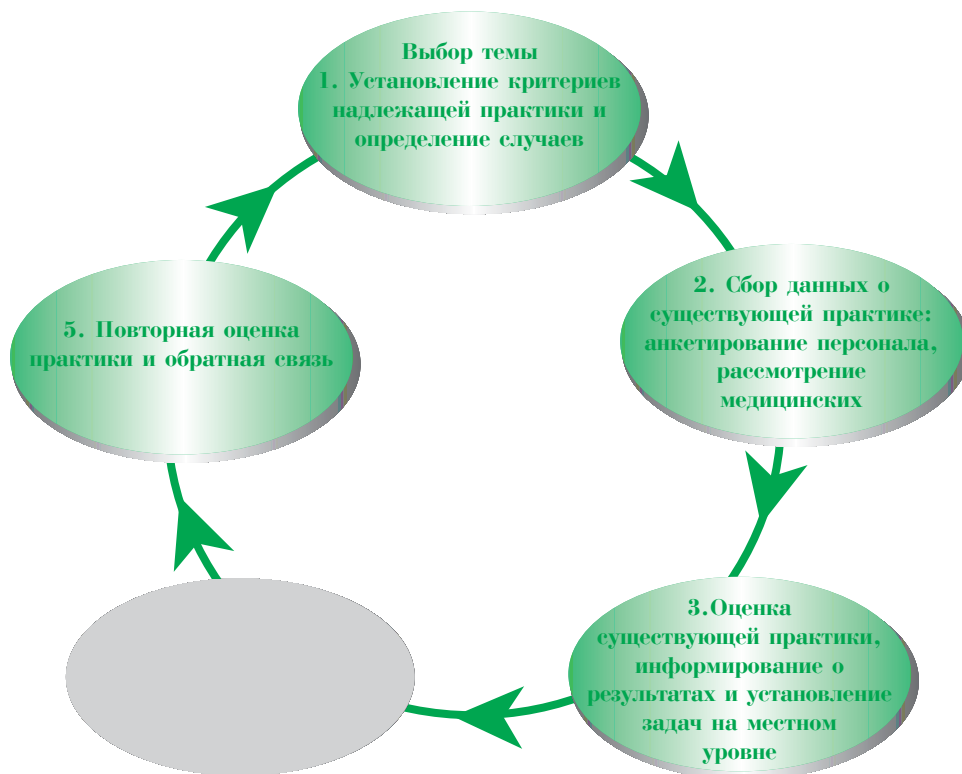 Выбор темы
1. Установление критериев
надлежащей практики и
определение случаев
2. Сбор данных о
существующей практике:
анкетирование персонала,
рассмотрение
медицинских
3.Оценка
существующей практики,
информирование о
результатах и установление
задач на местном
уровне
5. Повторная оценка
практики и обратная связь